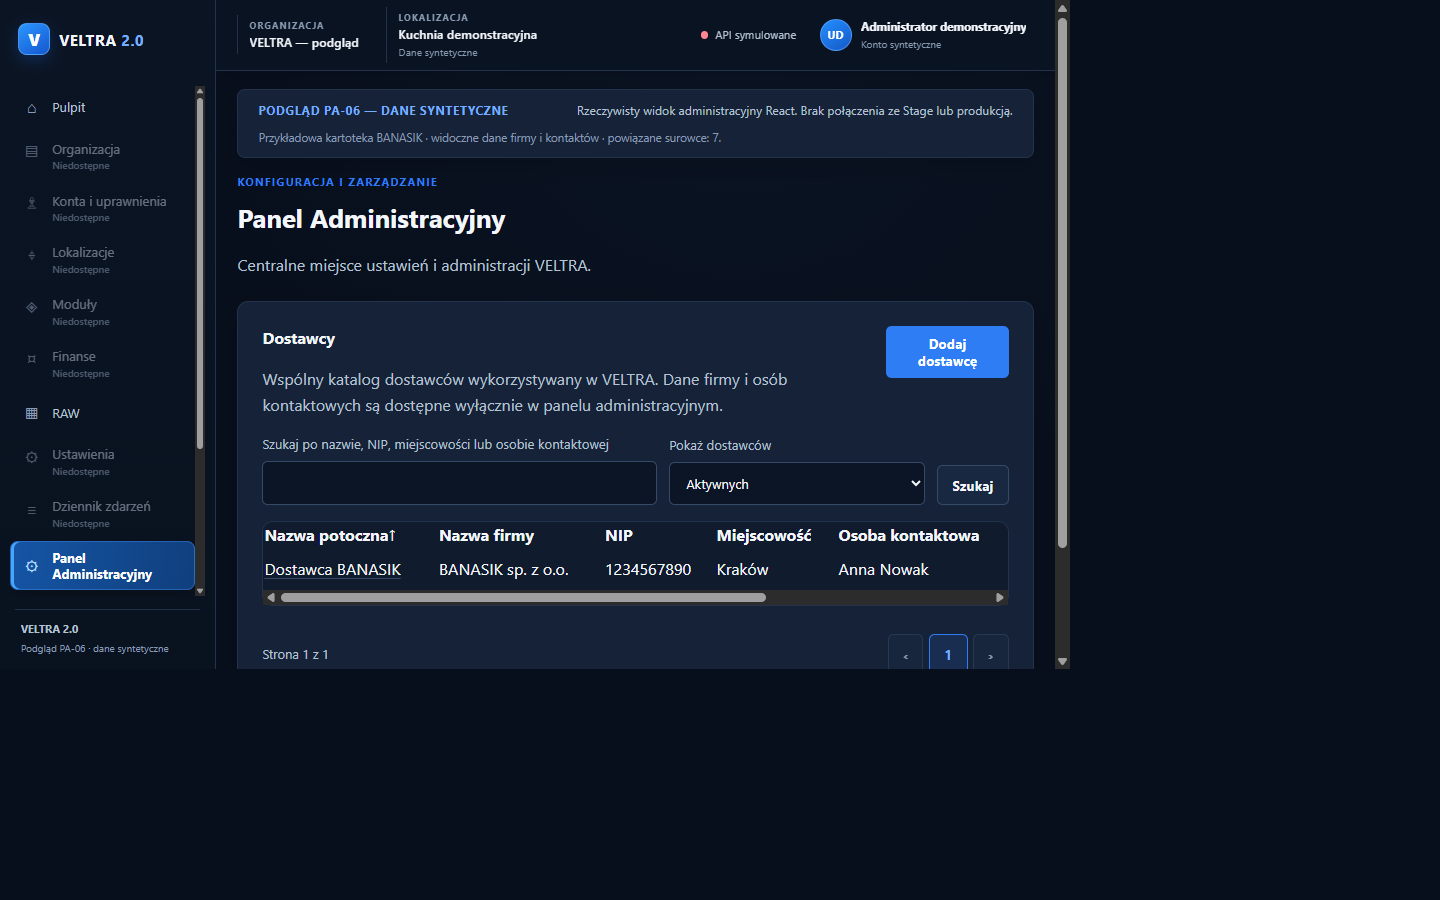 VELTRA 2.0
Pulpit
Organizacja
Niedostępne
Konta i uprawnienia
Niedostępne
Lokalizacje
Niedostępne
Moduły
Niedostępne
Finanse
Niedostępne
RAW
Ustawienia
Niedostępne
Dziennik zdarzeń
Niedostępne
Panel
Administracyjny
VELTRA 2.0
Podgląd PA-06 · dane syntetyczne
ORGANIZACJA
VELTRA — podgląd
LOKALIZACJA
Kuchnia demonstracyjna
Dane syntetyczne
API symulowane
UD
Administrator demonstracyjny
Konto syntetyczne
PODGLĄD PA-06 — DANE SYNTETYCZNE
Rzeczywisty widok administracyjny React. Brak połączenia ze Stage lub produkcją.
Przykładowa kartoteka BANASIK · widoczne dane firmy i kontaktów · powiązane surowce: 7.
KONFIGURACJA I ZARZĄDZANIE
Panel Administracyjny
Centralne miejsce ustawień i administracji VELTRA.
Dostawcy
Dodaj
dostawcę
Wspólny katalog dostawców wykorzystywany w VELTRA. Dane firmy i osób
kontaktowych są dostępne wyłącznie w panelu administracyjnym.
Szukaj po nazwie, NIP, miejscowości lub osobie kontaktowej
Pokaż dostawców
Aktywnych
Szukaj
Nazwa potoczna↑ Nazwa firmy NIP Miejscowość Osoba kontaktowa
Dostawca BANASIK BANASIK sp. z o.o. 1234567890 Kraków Anna Nowak
Strona 1 z 1
‹ 1 ›